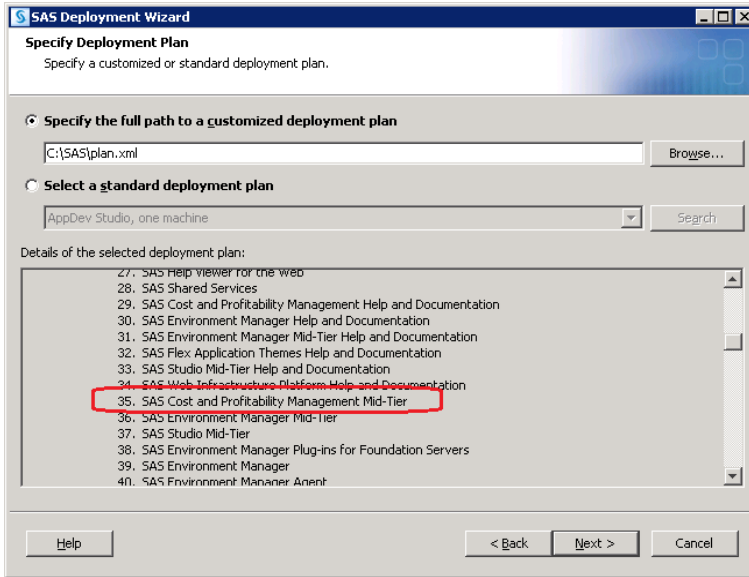 SAS Deployment Wizard
Specify Deployment Plan
Specify a customized or standard deployment plan.
Specify the full path to a customized deployment plan
C:\SAS\plan.xml
Browse...
Select a standard deployment plan
AppDev Studio, one machine
Search
Details of the selected deployment plan:
27. SAS Help Viewer for the Web
28. SAS Shared Services
29. SAS Cost and Profitability Management Help and Documentation
30. SAS Environment Manager Help and Documentation
31. SAS Environment Manager Mid-Tier Help and Documentation
32. SAS Flex Application Themes Help and Documentation
33. SAS Studio Mid-Tier Help and Documentation
34. SAS Web Infrastructure Platform Help and Documentation
35. SAS Cost and Profitability Management Mid-Tier
36. SAS Environment Manager Mid-Tier
37. SAS Studio Mid-Tier
38. SAS Environment Manager Plug-ins for Foundation Servers
39. SAS Environment Manager
40. SAS Environment Manager Agent
Help
< Back
Next >
Cancel